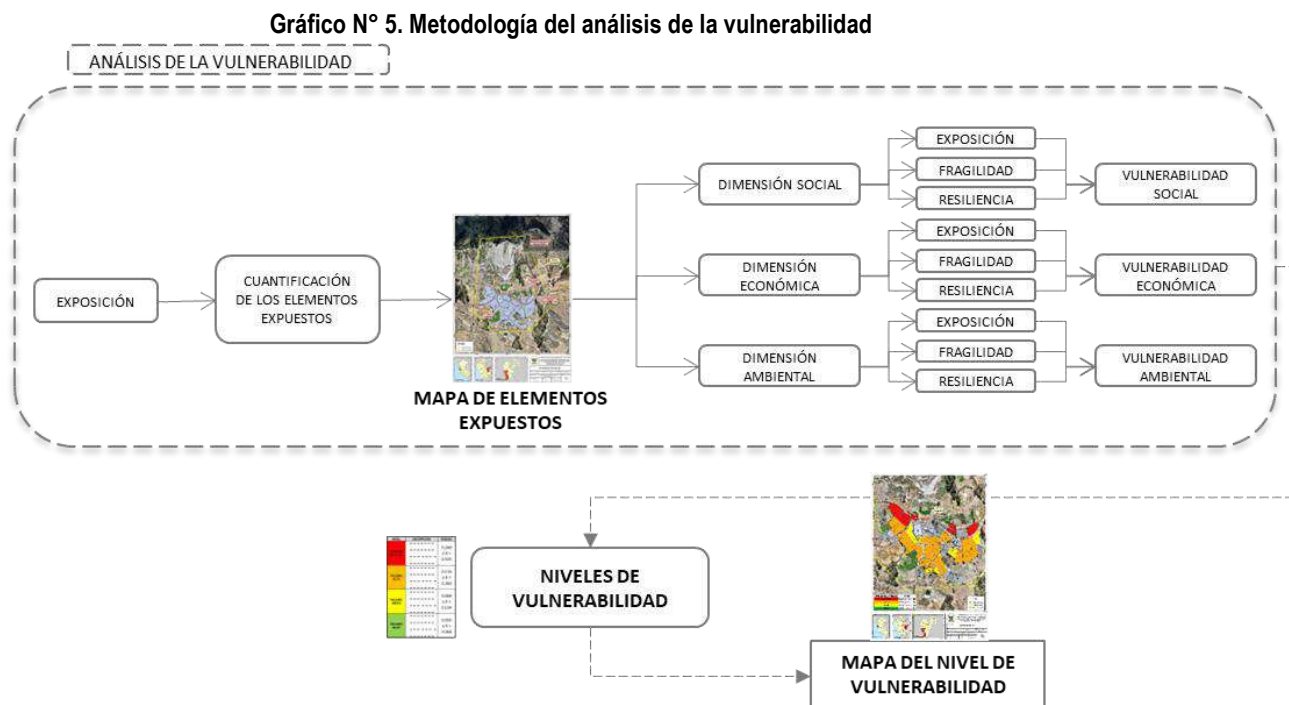 Gráfico N° 5. Metodología del análisis de la vulnerabilidad
ANÁLISIS DE LA VULNERABILIDAD
EXPOSICIÓN
CUANTIFICACIÓN
DE LOS ELEMENTOS
EXPUESTOS
MAPA DE ELEMENTOS
EXPUESTOS
DIMENSIÓN SOCIAL
EXPOSICIÓN
FRAGILIDAD
RESILIENCIA
VULNERABILIDAD
SOCIAL
DIMENSIÓN
ECONÓMICA
EXPOSICIÓN
FRAGILIDAD
RESILIENCIA
VULNERABILIDAD
ECONÓMICA
DIMENSIÓN
AMBIENTAL
EXPOSICIÓN
FRAGILIDAD
RESILIENCIA
VULNERABILIDAD
AMBIENTAL
NIVELES DE
VULNERABILIDAD
MAPA DEL NIVEL DE
VULNERABILIDAD